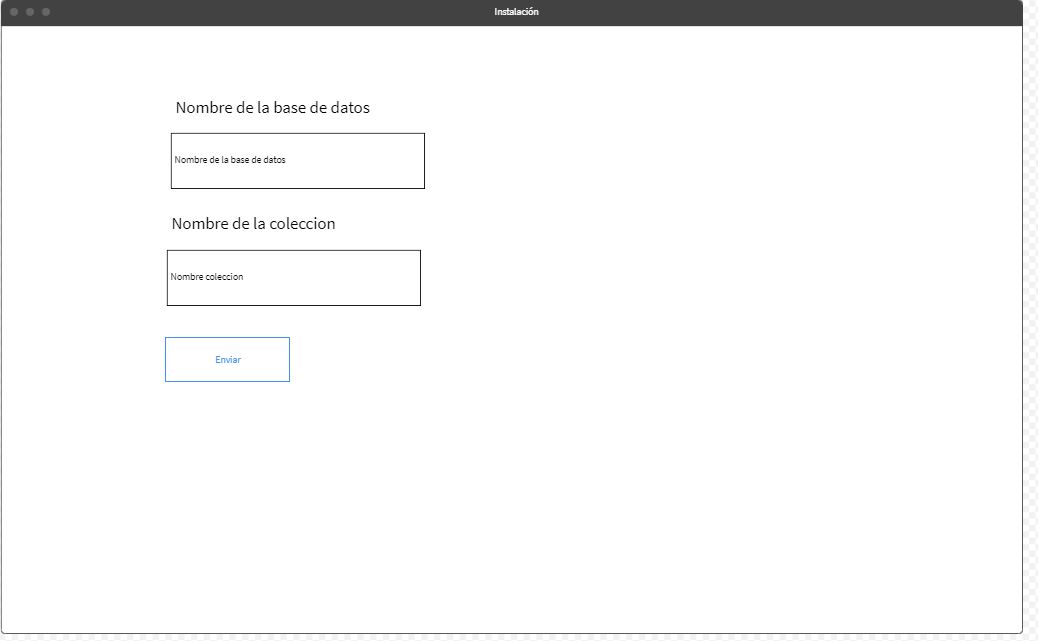 Instalación
Nombre de la base de datos
Nombre de la base de datos
Nombre de la coleccion
Nombre coleccion
Enviar